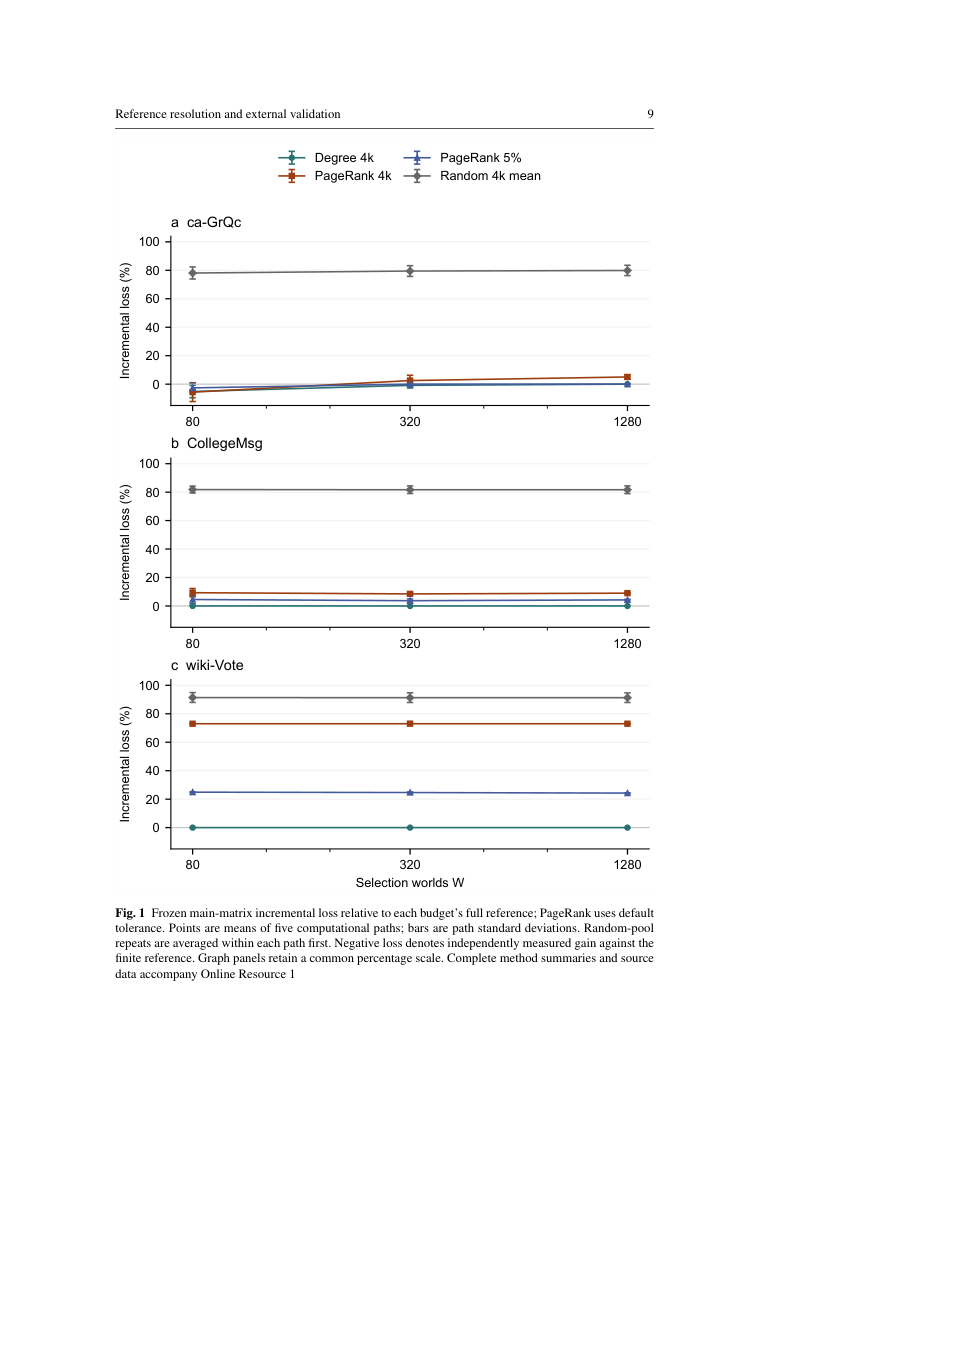 Reference resolution and external validation 9
Degree 4k PageRank 5%
PageRank 4k Random 4k mean
a ca-GrQc
Incremental loss (%)
100
80
60
40
20
0
80 320 1280
b CollegeMsg
Incremental loss (%)
100
80
60
40
20
0
80 320 1280
c wiki-Vote
Incremental loss (%)
100
80
60
40
20
0
80 320 1280
Selection worlds W
Fig. 1 Frozen main-matrix incremental loss relative to each budget's full reference; PageRank uses default
tolerance. Points are means of five computational paths; bars are path standard deviations. Random-pool
repeats are averaged within each path first. Negative loss denotes independently measured gain against the
finite reference. Graph panels retain a common percentage scale. Complete method summaries and source
data accompany Online Resource 1